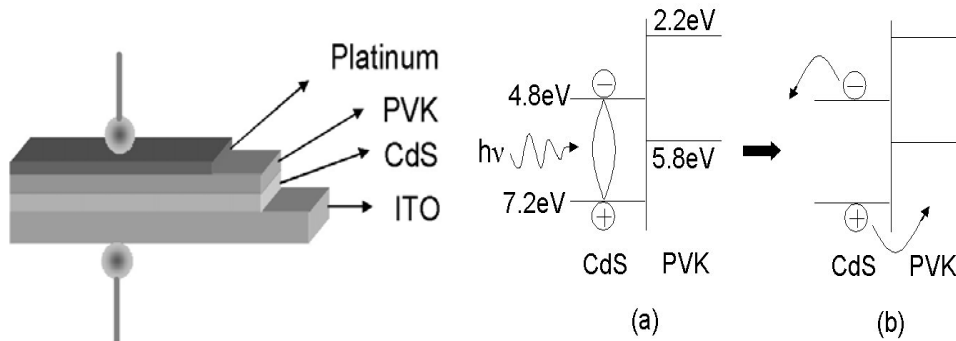 Platinum
PVK
CdS
ITO
2.2eV
4.8eV
hν
5.8eV
7.2eV
CdS PVK
(a)
CdS PVK
(b)